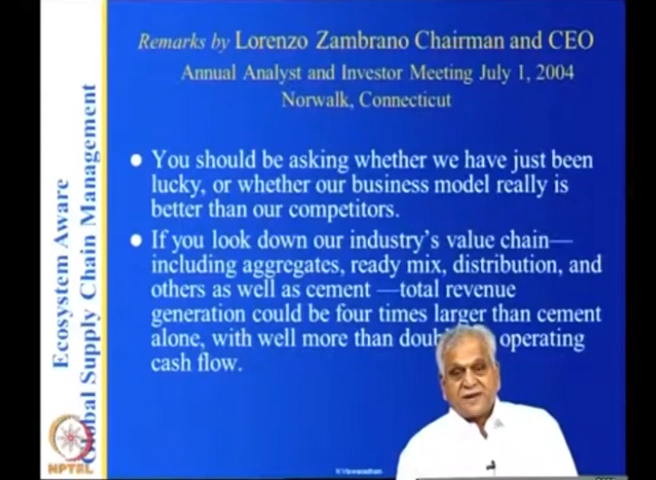 Remarks by Lorenzo Zambrano Chairman and CEO
Annual Analyst and Investor Meeting July 1, 2004
Norwalk, Connecticut
You should be asking whether we have just been
lucky, or whether our business model really is
better than our competitors.
If you look down our industry's value chain—
including aggregates, ready mix, distribution, and
others as well as cement —total revenue
generation could be four times larger than cement
alone, with well more than operating
cash flow.
Ecosystem Aware
Global Supply Chain Management
NPTEL
N Viswanadham